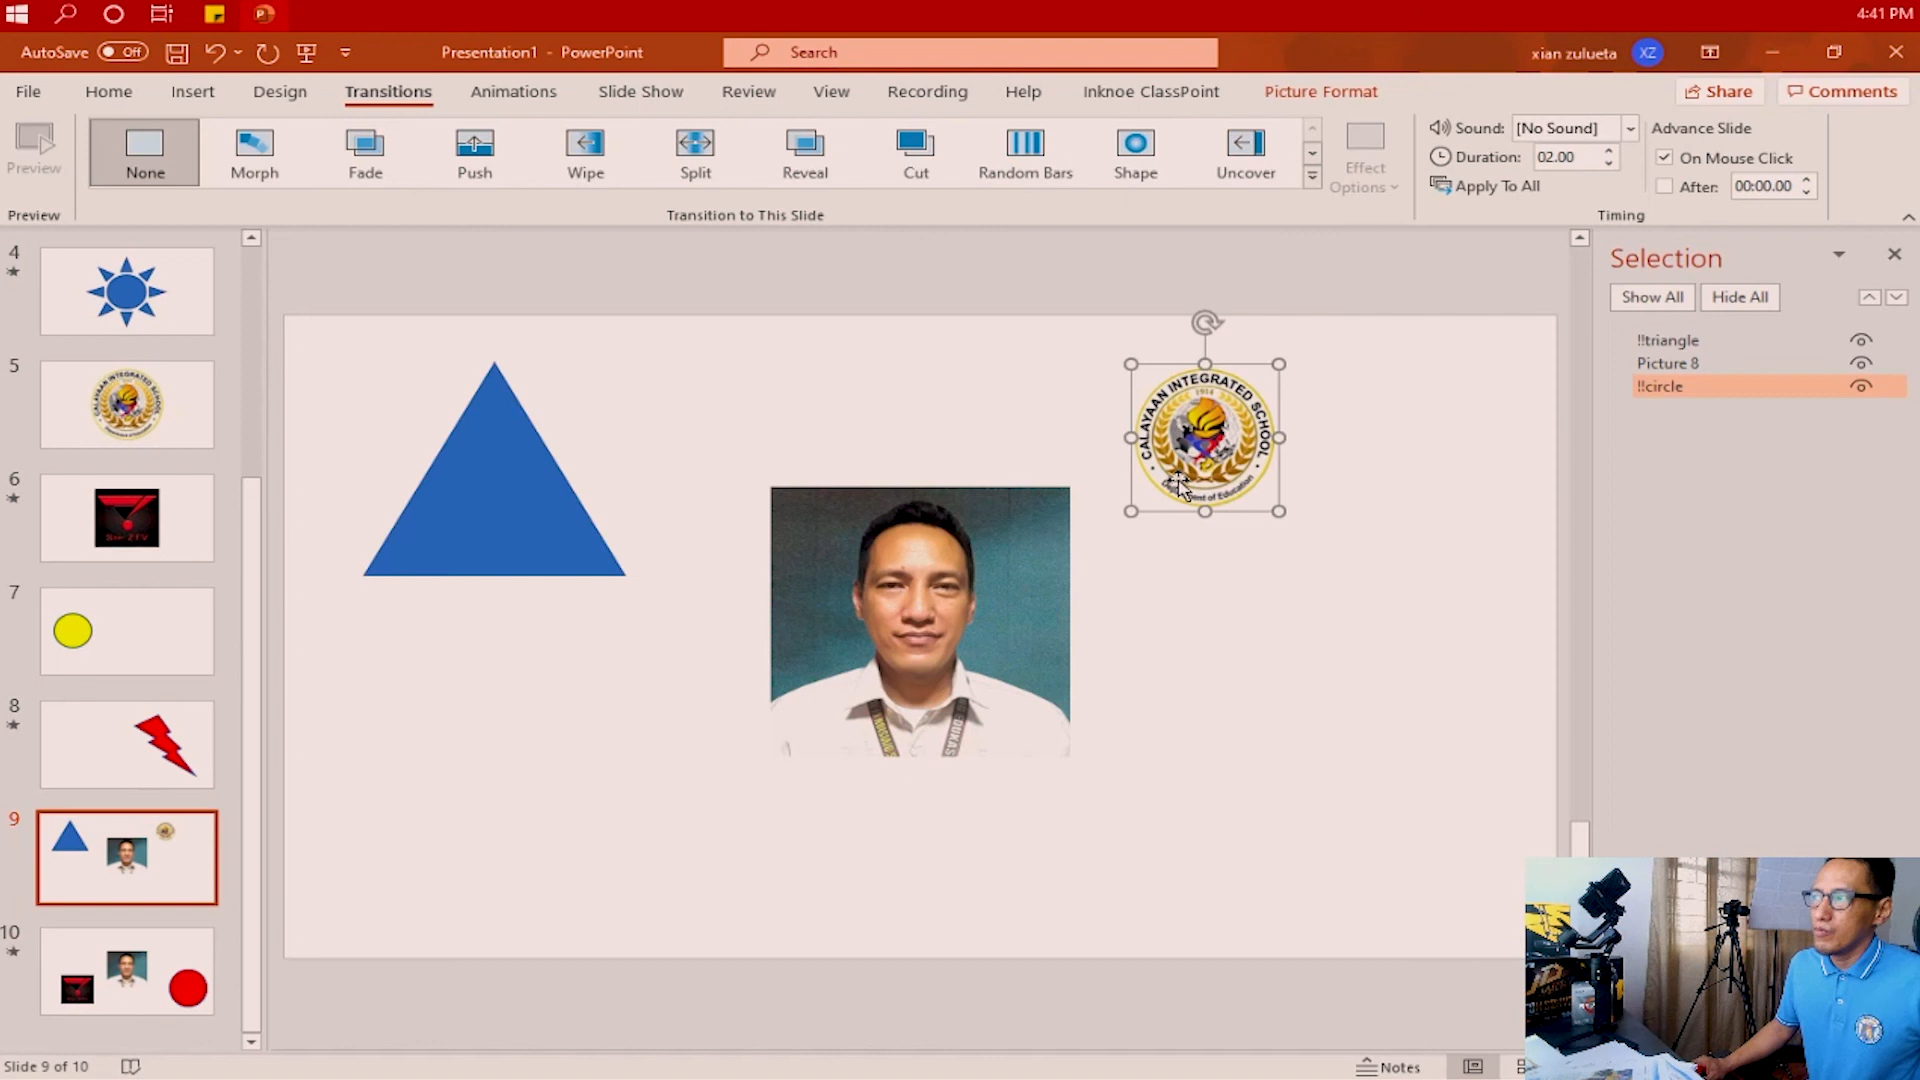 4:41 PM
AutoSave Off Presentation1 - PowerPoint Search xian zulueta XZ
File Home Insert Design Transitions Animations Slide Show Review View Recording Help Inknoe ClassPoint Picture Format Share Comments
Preview None Morph Fade Push Wipe Split Reveal Cut Random Bars Shape Uncover Effect Options
Sound: [No Sound] Advance Slide
Duration: 02.00 On Mouse Click
Apply To All After: 00:00.00
Preview Transition to This Slide Timing
Selection
Show All Hide All
!!triangle
Picture 8
!!circle
4
5
6
7
8
9
10
CALAYAAN INTEGRATED SCHOOL
1914
Slide 9 of 10 Notes